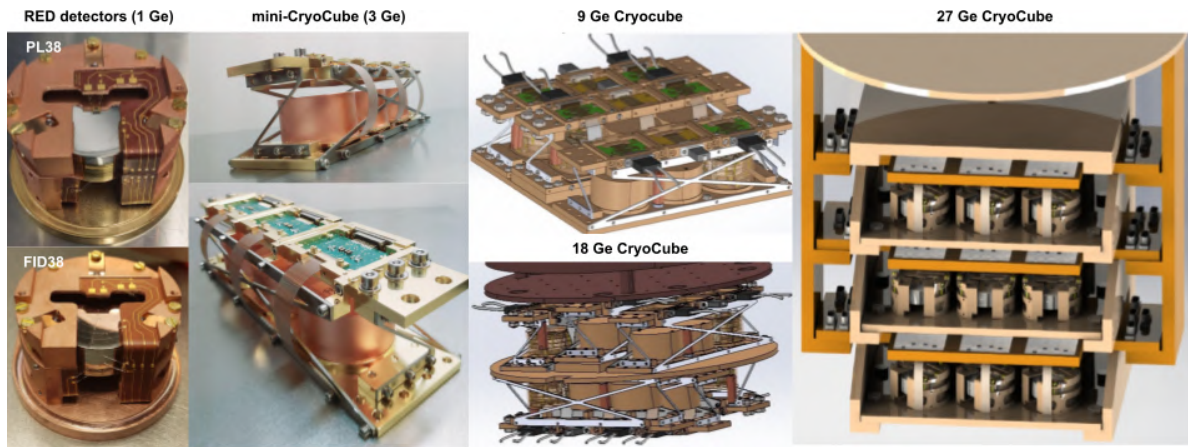 RED detectors (1 Ge)
mini-CryoCube (3 Ge)
9 Ge Cryocube
27 Ge CryoCube
PL38
FID38
18 Ge CryoCube